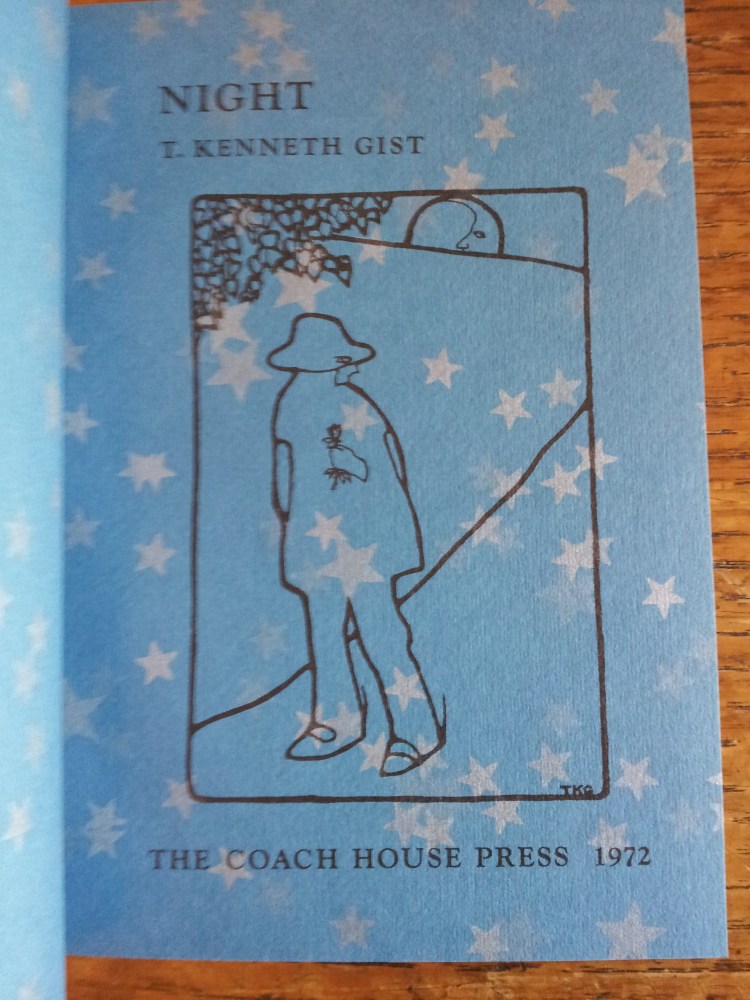 NIGHT
T. KENNETH GIST
TKG
THE COACH HOUSE PRESS 1972